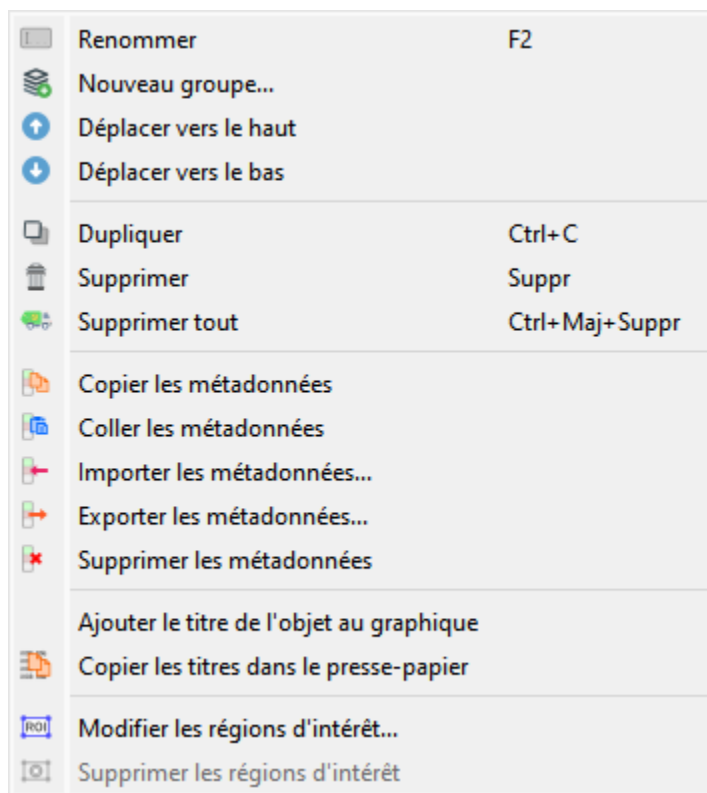 Renommer F2
Nouveau groupe...
Déplacer vers le haut
Déplacer vers le bas
Dupliquer Ctrl+C
Supprimer Suppr
Supprimer tout Ctrl+Maj+Suppr
Copier les métadonnées
Coller les métadonnées
Importer les métadonnées...
Exporter les métadonnées...
Supprimer les métadonnées
Ajouter le titre de l'objet au graphique
Copier les titres dans le presse-papier
ROI Modifier les régions d'intérêt...
Supprimer les régions d'intérêt